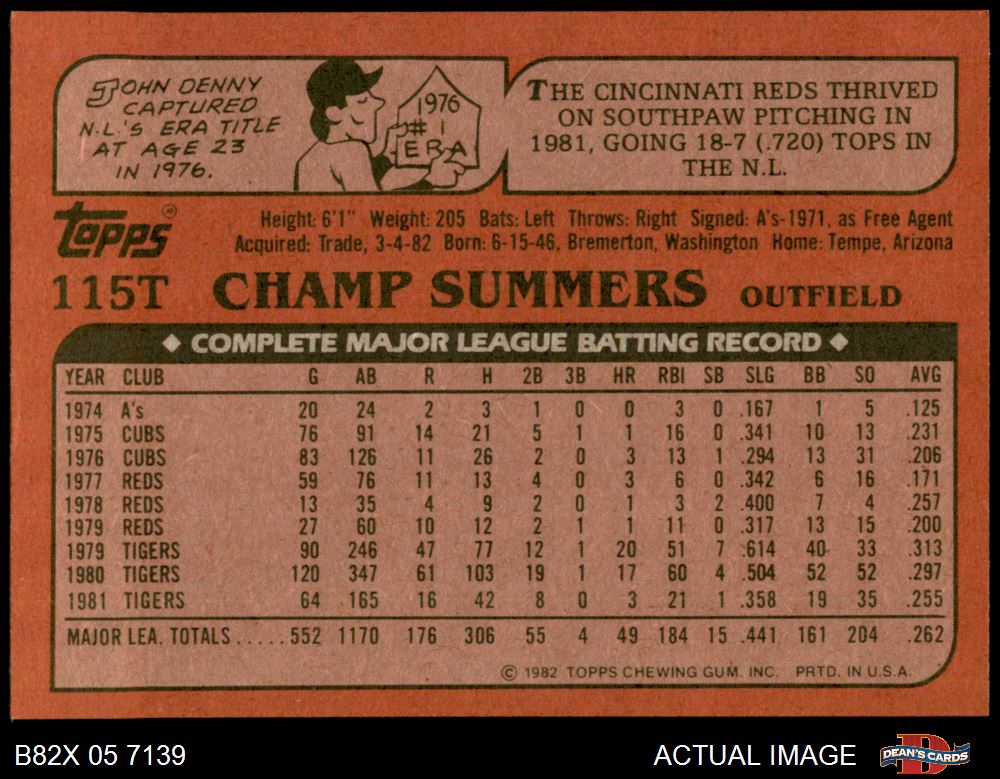 JOHN DENNY
CAPTURED
N.L.'S ERA TITLE
AT AGE 23
IN 1976.
1976
# 1
ERA
THE CINCINNATI REDS THRIVED
ON SOUTHPAW PITCHING IN
1981, GOING 18-7 (.720) TOPS IN
THE N.L.
Topps®
Height: 6'1" Weight: 205 Bats: Left Throws: Right Signed: A's-1971, as Free Agent
Acquired: Trade, 3-4-82 Born: 6-15-46, Bremerton, Washington Home: Tempe, Arizona
115T CHAMP SUMMERS OUTFIELD
◆ COMPLETE MAJOR LEAGUE BATTING RECORD ◆
YEAR CLUB G AB R H 2B 3B HR RBI SB SLG BB SO AVG
1974 A's 20 24 2 3 1 0 0 3 0 .167 1 5 .125
1975 CUBS 76 91 14 21 5 1 1 16 0 .341 10 13 .231
1976 CUBS 83 126 11 26 2 0 3 13 1 .294 13 31 .206
1977 REDS 59 76 11 13 4 0 3 6 0 .342 6 16 .171
1978 REDS 13 35 4 9 2 0 1 3 2 .400 7 4 .257
1979 REDS 27 60 10 12 2 1 1 11 0 .317 13 15 .200
1979 TIGERS 90 246 47 77 12 1 20 51 7 .614 40 33 .313
1980 TIGERS 120 347 61 103 19 1 17 60 4 .504 52 52 .297
1981 TIGERS 64 165 16 42 8 0 3 21 1 .358 19 35 .255
MAJOR LEA. TOTALS.....552 1170 176 306 55 4 49 184 15 .441 161 204 .262
© 1982 TOPPS CHEWING GUM. INC. PRTD. IN U.S.A.
B82X 05 7139
ACTUAL IMAGE
DEAN'S CARDS